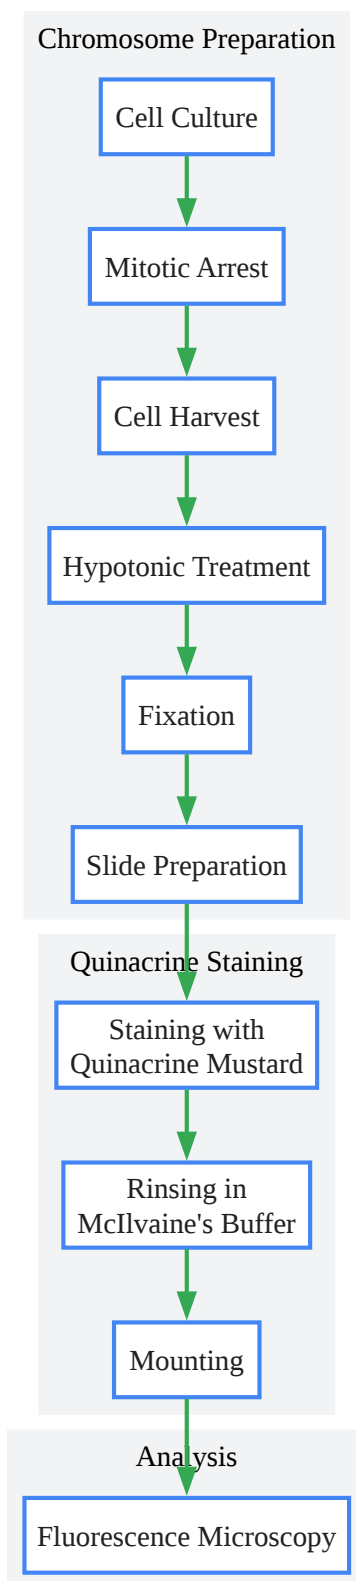 Chromosome Preparation
Cell Culture
Mitotic Arrest
Cell Harvest
Hypotonic Treatment
Fixation
Slide Preparation
Quinacrine Staining
Staining with
Quinacrine Mustard
Rinsing in
McIlvaine's Buffer
Mounting
Analysis
Fluorescence Microscopy